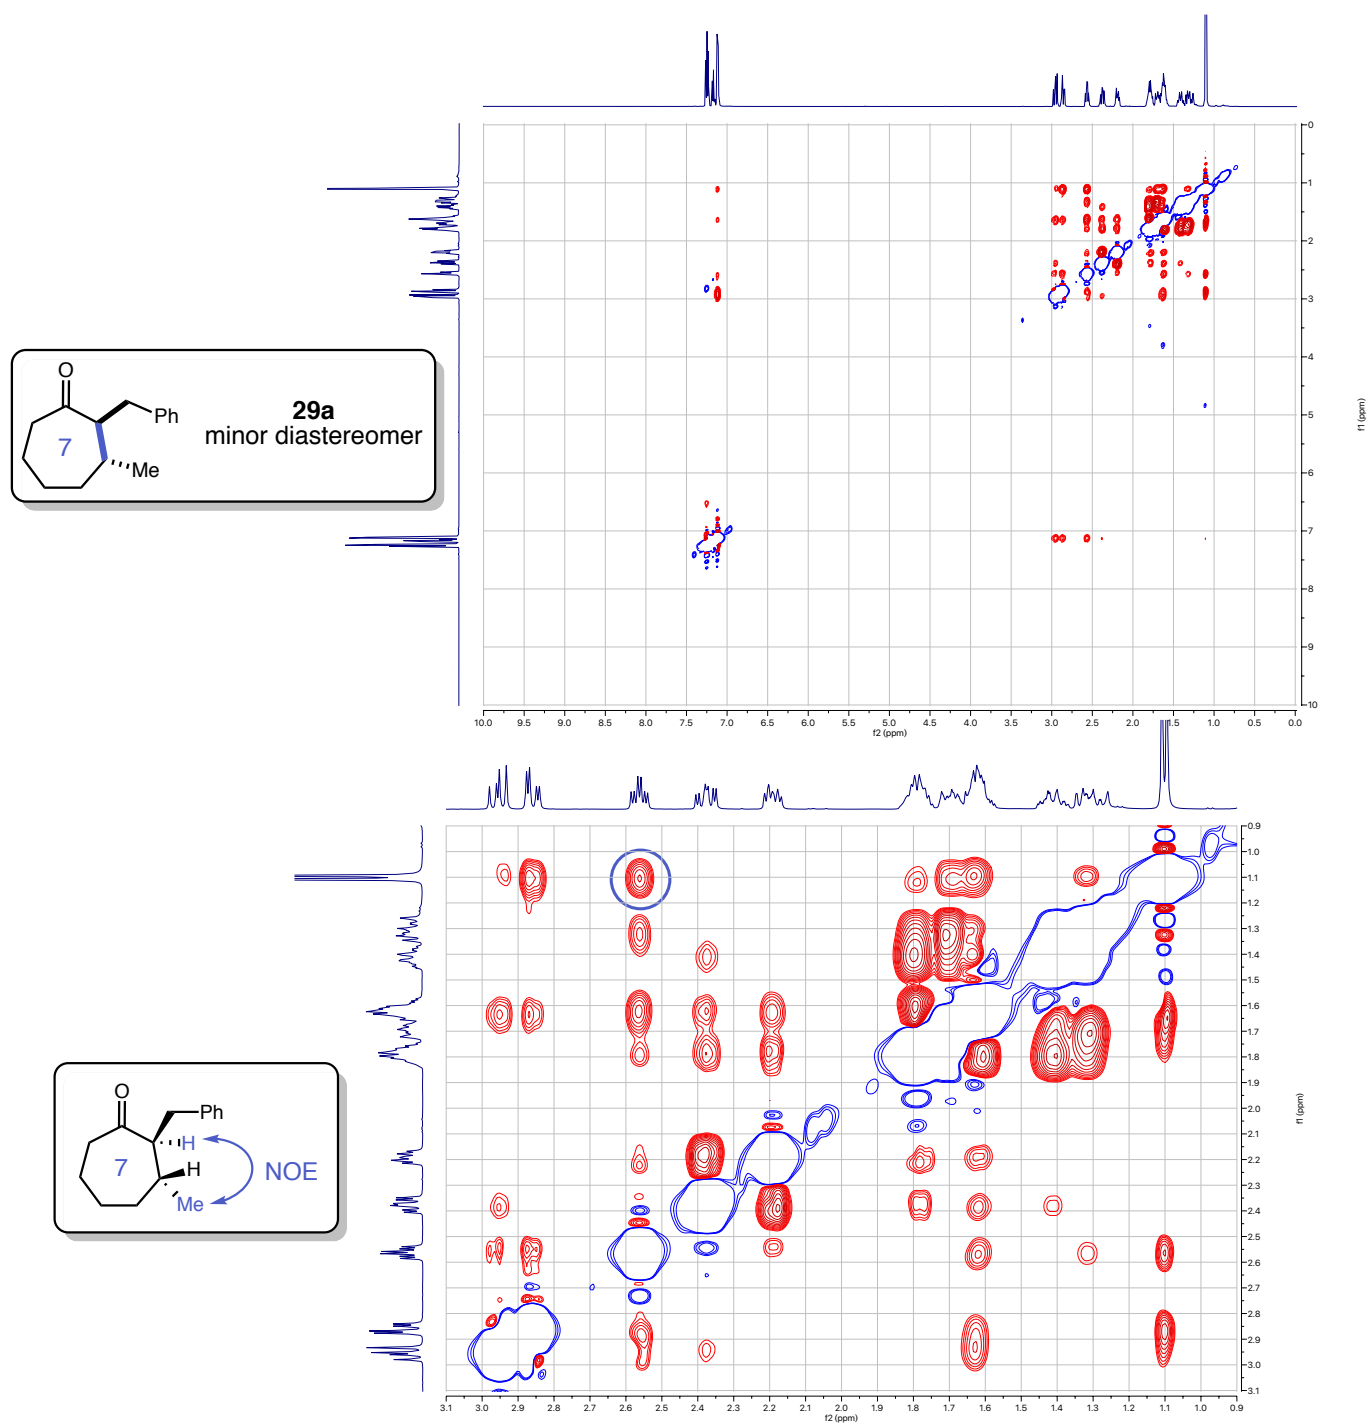 0
1
2
3
4
5
6
7
8
9
10
f1 (ppm)
10.0 9.5 9.0 8.5 8.0 7.5 7.0 6.5 6.0 5.5 5.0 4.5 4.0 3.5 3.0 2.5 2.0 1.5 1.0 0.5 0.0
f2 (ppm)
O
Ph
7
Me
29a
minor diastereomer
0.9
1.0
1.1
1.2
1.3
1.4
1.5
1.6
1.7
1.8
1.9
2.0
2.1
2.2
2.3
2.4
2.5
2.6
2.7
2.8
2.9
3.0
3.1
f1 (ppm)
3.1 3.0 2.9 2.8 2.7 2.6 2.5 2.4 2.3 2.2 2.1 2.0 1.9 1.8 1.7 1.6 1.5 1.4 1.3 1.2 1.1 1.0 0.9
f2 (ppm)
O
Ph
H
7
H
NOE
Me